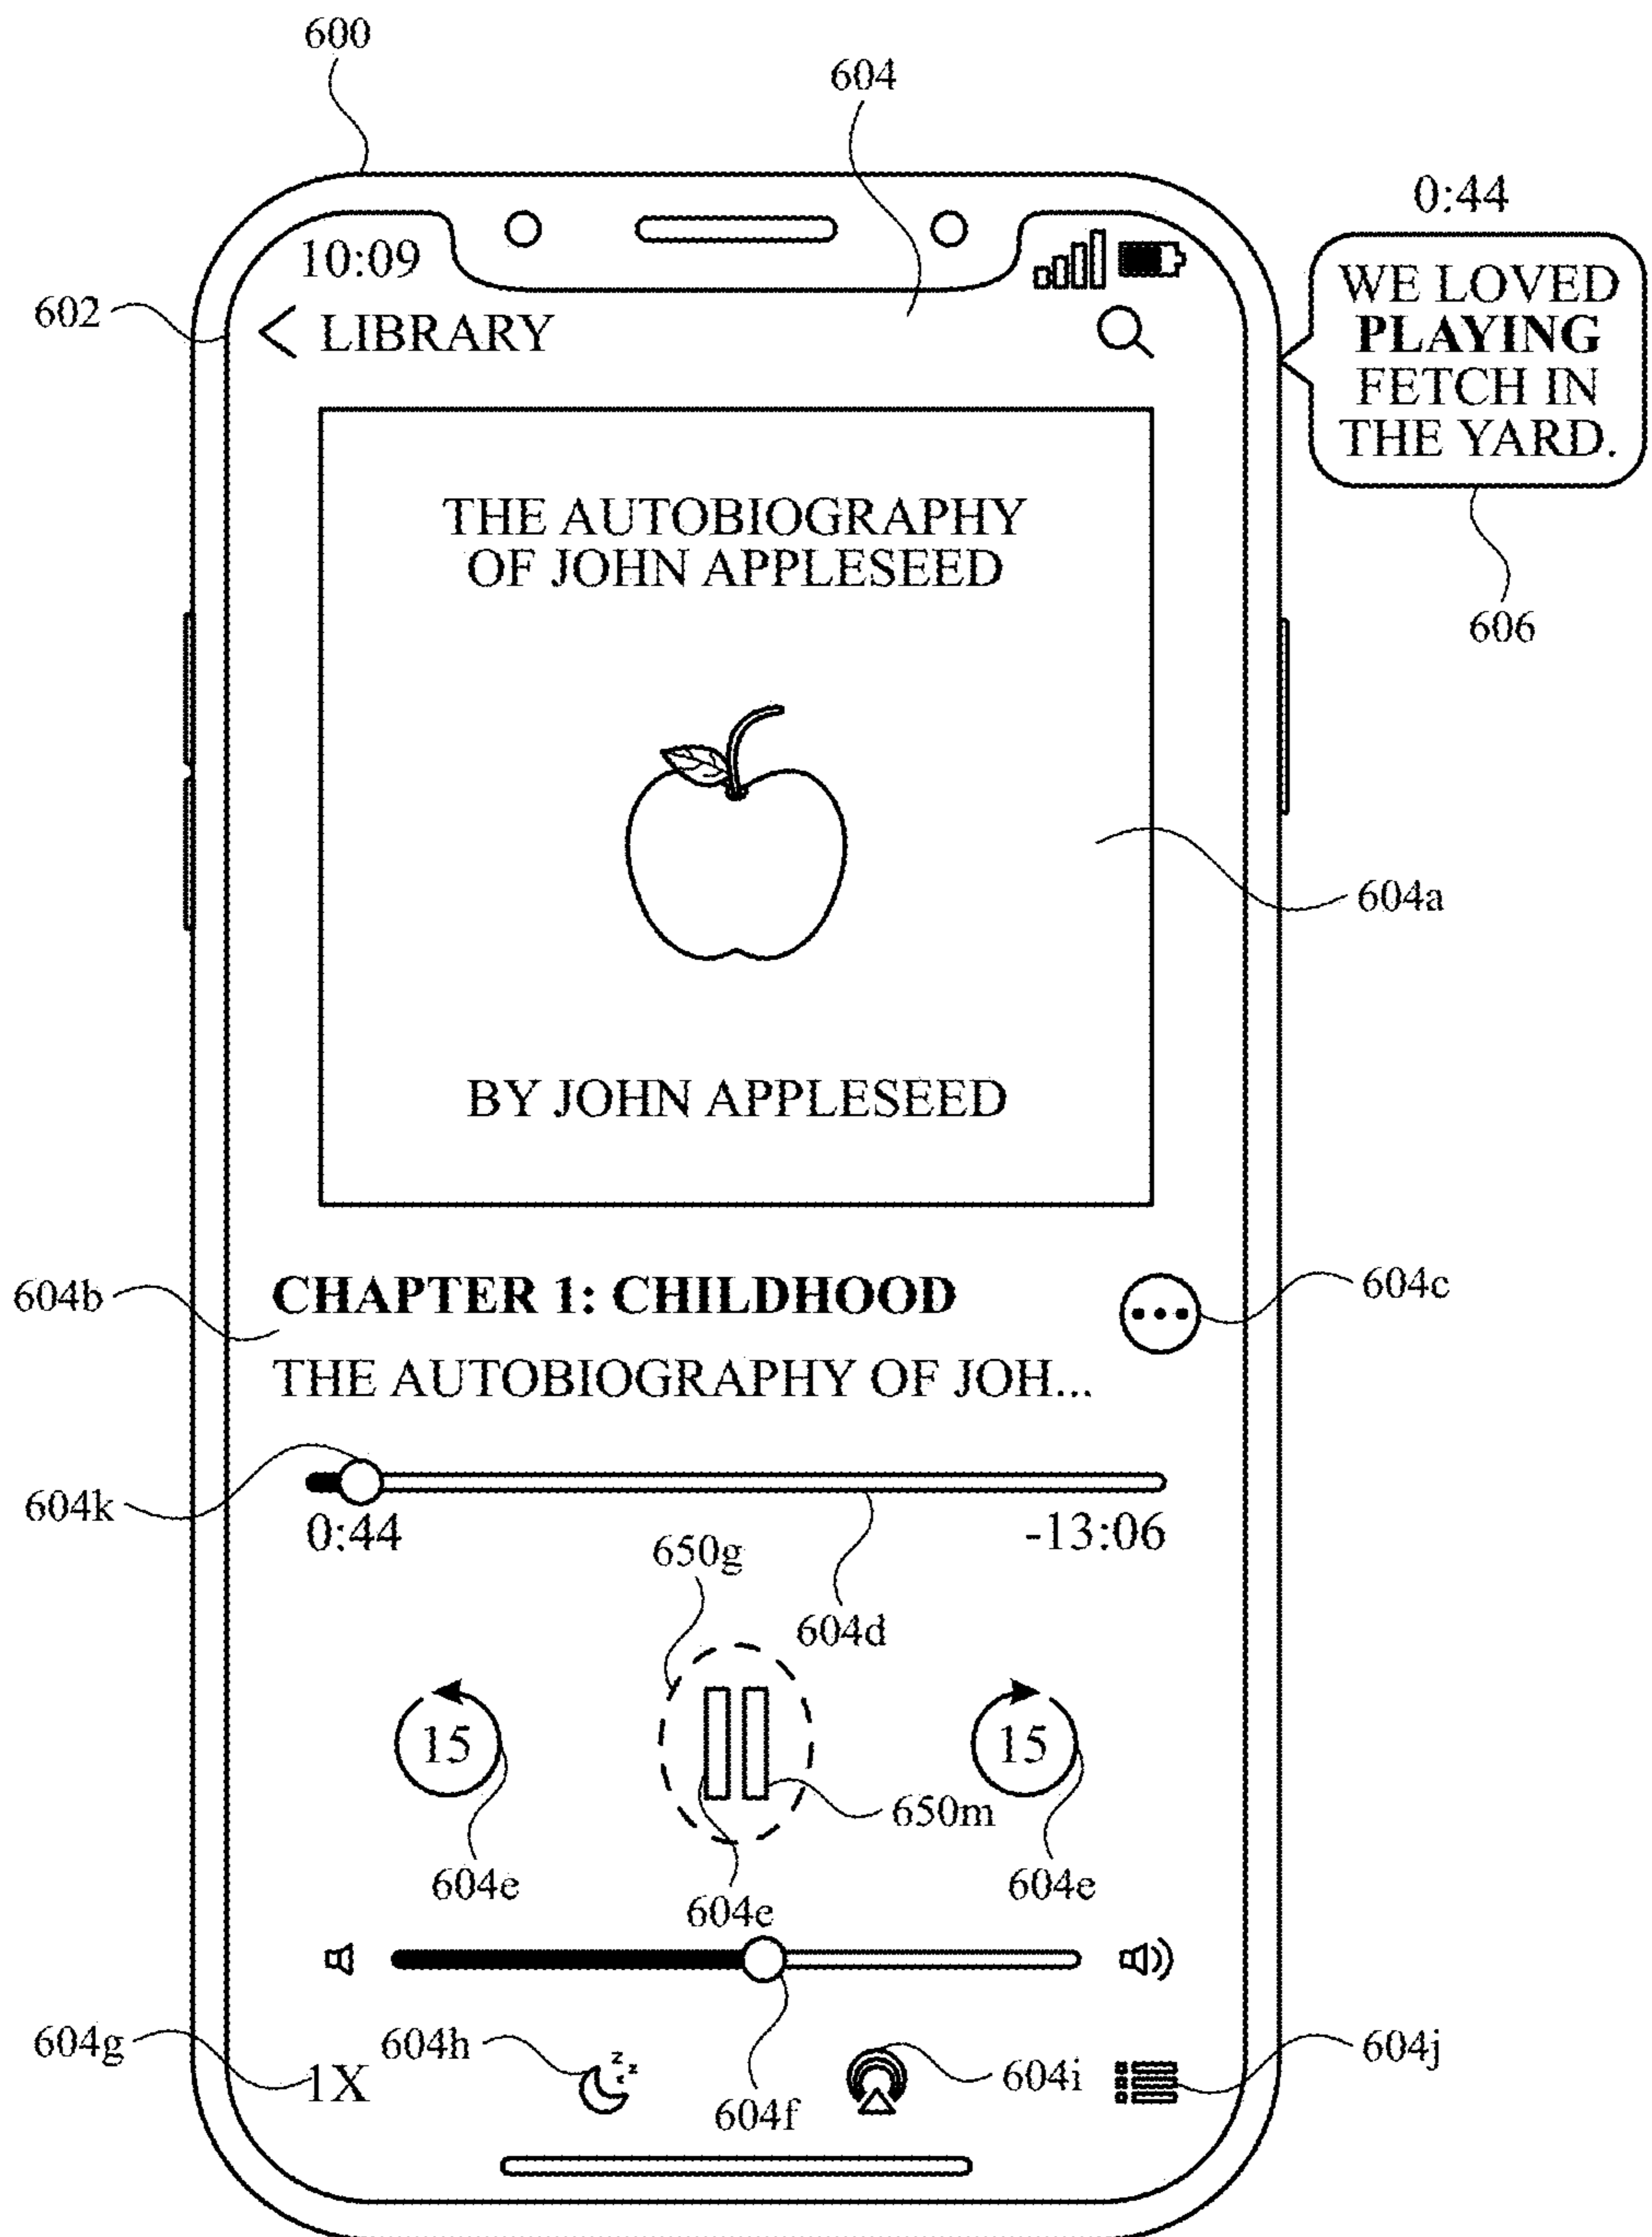 600
604
0:44
10:09
602
LIBRARY
WE LOVED
PLAYING
FETCH IN
THE YARD.
606
THE AUTOBIOGRAPHY
OF JOHN APPLESEED
604a
BY JOHN APPLESEED
604b
CHAPTER 1: CHILDHOOD
604c
THE AUTOBIOGRAPHY OF JOH...
604k
0:44
-13:06
650g
604d
15
15
650m
604e
604e
604e
604g
1X
604h
604f
604i
604j